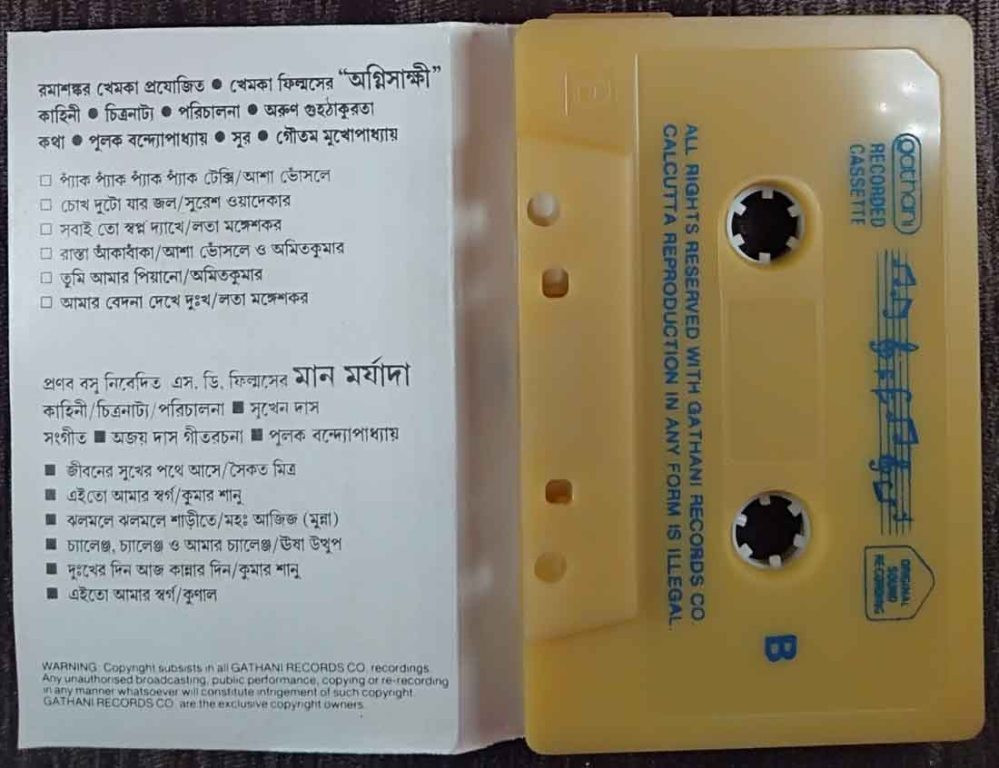 রমাশঙ্কর খেমকা প্রযোজিত ● খেমকা ফিল্মসের “অগ্নিসাক্ষী”
কাহিনী ● চিত্রনাট্য ● পরিচালনা ● অরুণ গুহঠাকুরতা
কথা ● পুলক বন্দ্যোপাধ্যায় ● সুর ● গৌতম মুখোপাধ্যায়
□ প্যাঁক প্যাঁক প্যাঁক প্যাঁক টেক্সি/আশা ভোঁসলে
□ চোখ দুটো যার জল/সুরেশ ওয়াদেকার
□ সবাই তো স্বপ্ন দ্যাখে/লতা মঙ্গেশকর
□ রাস্তা আঁকাবাঁকা/আশা ভোঁসলে ও অমিতকুমার
□ তুমি আমার পিয়ানো/অমিতকুমার
□ আমার বেদনা দেখে দুঃখ/লতা মঙ্গেশকর
প্রণব বসু নিবেদিত এস, ডি, ফিল্মসের মান মর্যাদা
কাহিনী/চিত্রনাট্য/পরিচালনা ■ সুখেন দাস
সংগীত ■ অজয় দাস গীতরচনা ■ পুলক বন্দ্যোপাধ্যায়
■ জীবনের সুখের পথে আসে/সৈকত মিত্র
■ এইতো আমার স্বর্গ/কুমার শানু
■ ঝলমলে ঝলমলে শাড়ীতে/মহঃ আজিজ (মুন্না)
■ চ্যালেঞ্জ, চ্যালেঞ্জ ও আমার চ্যালেঞ্জ/ঊষা উত্থুপ
■ দুঃখের দিন আজ কান্নার দিন/কুমার শানু
■ এইতো আমার স্বর্গ/কুণাল
WARNING: Copyright subsists in all GATHANI RECORDS CO. recordings.
Any unauthorised broadcasting, public performance, copying or re-recording
in any manner whatsoever will constitute infringement of such copyright.
GATHANI RECORDS CO. are the exclusive copyright owners.
Gathani
RECORDED
CASSETTE
ORIGINAL
SOUND
RECORDING
ALL RIGHTS RESERVED WITH GATHANI RECORDS CO.
CALCUTTA REPRODUCTION IN ANY FORM IS ILLEGAL.
B